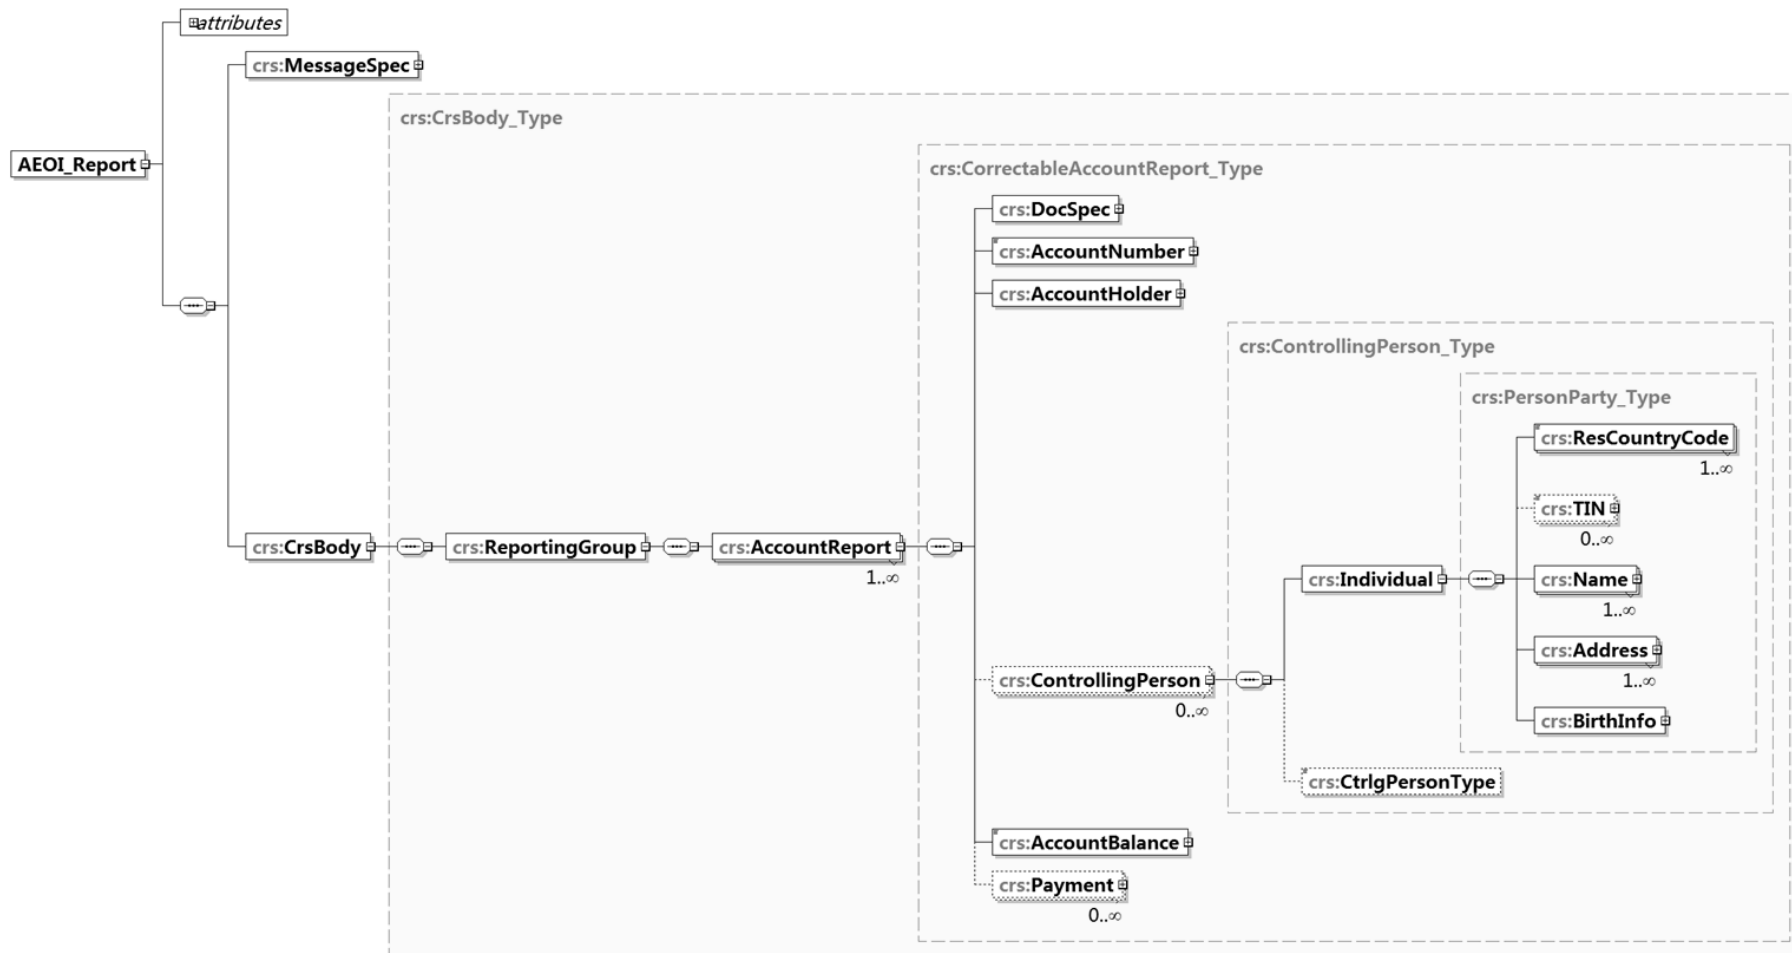 attributes
crs:MessageSpec
crs:CrsBody_Type
AEOI_Report
crs:CorrectableAccountReport_Type
crs:DocSpec
crs:AccountNumber
crs:AccountHolder
crs:ControllingPerson_Type
crs:PersonParty_Type
crs:ResCountryCode
1..∞
crs:TIN
0..∞
crs:CrsBody
crs:ReportingGroup
crs:AccountReport
1..∞
crs:Individual
crs:Name
1..∞
crs:Address
1..∞
crs:ControllingPerson
0..∞
crs:BirthInfo
crs:CtrlgPersonType
crs:AccountBalance
crs:Payment
0..∞